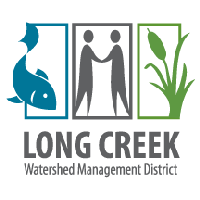 LONG CREEK
Watershed Management District